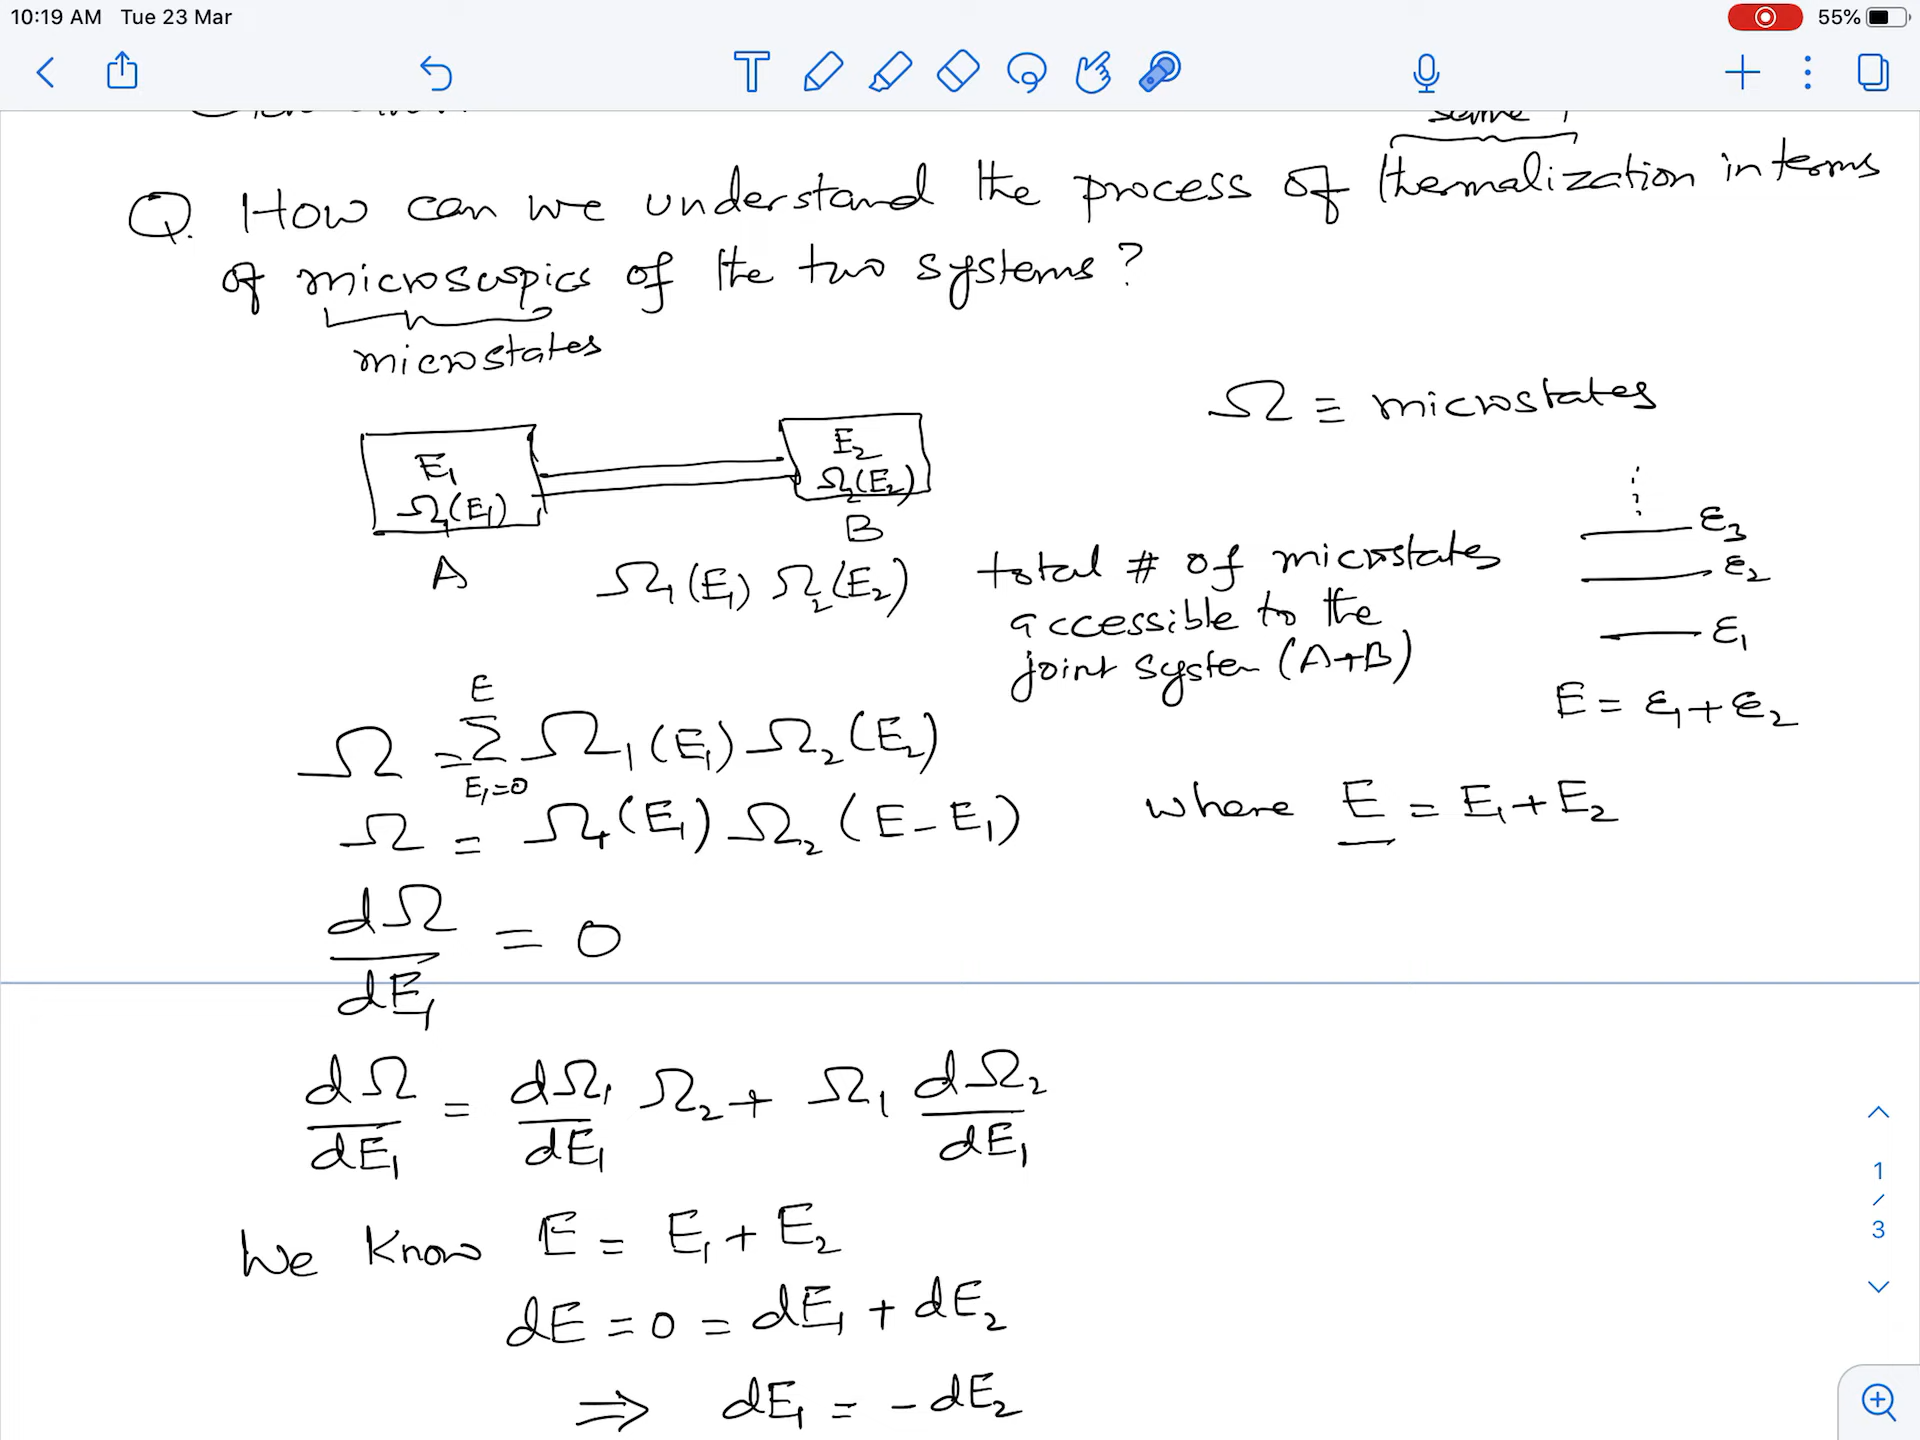 10:19 AM Tue 23 Mar
55%
T
same
Q. How can we understand the process of thermalization in terms
of microscopics of the two systems?
microstates
Ω ≡ microstates
E₁
Ω₁(E₁)
A
E₂
Ω₂(E₂)
B
Ω₁(E₁) Ω₂(E₂) total # of microstates
accessible to the
joint system (A+B)
ε₃
ε₂
ε₁
E = ε₁ + ε₂
Ω = Σ_{E₁=0}^{E} Ω₁(E₁) Ω₂(E₂)
Ω = Ω₁(E₁) Ω₂(E - E₁) where E = E₁ + E₂
dΩ/dE₁ = 0
dΩ/dE₁ = dΩ₁/dE₁ Ω₂ + Ω₁ dΩ₂/dE₁
We know E = E₁ + E₂
dE = 0 = dE₁ + dE₂
⇒ dE₁ = - dE₂
1
/
3